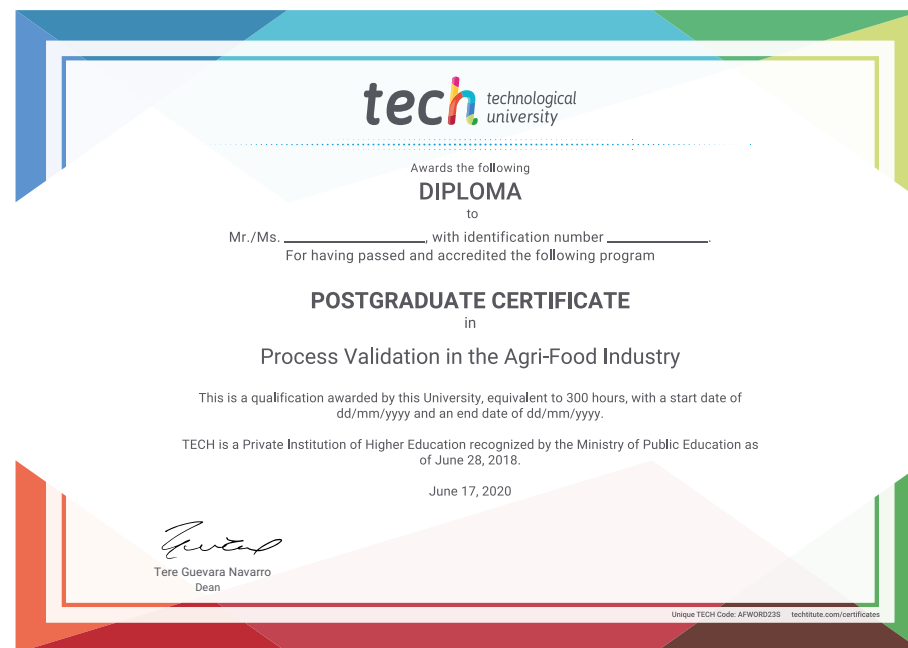 tech technological
university
Awards the following
DIPLOMA
to
Mr./Ms. ____________________, with identification number ______________.
For having passed and accredited the following program
POSTGRADUATE CERTIFICATE
in
Process Validation in the Agri-Food Industry
This is a qualification awarded by this University, equivalent to 300 hours, with a start date of
dd/mm/yyyy and an end date of dd/mm/yyyy.
TECH is a Private Institution of Higher Education recognized by the Ministry of Public Education as
of June 28, 2018.
June 17, 2020
Tere Guevara Navarro
Dean
Unique TECH Code: AFWORD23S techtitute.com/certificates